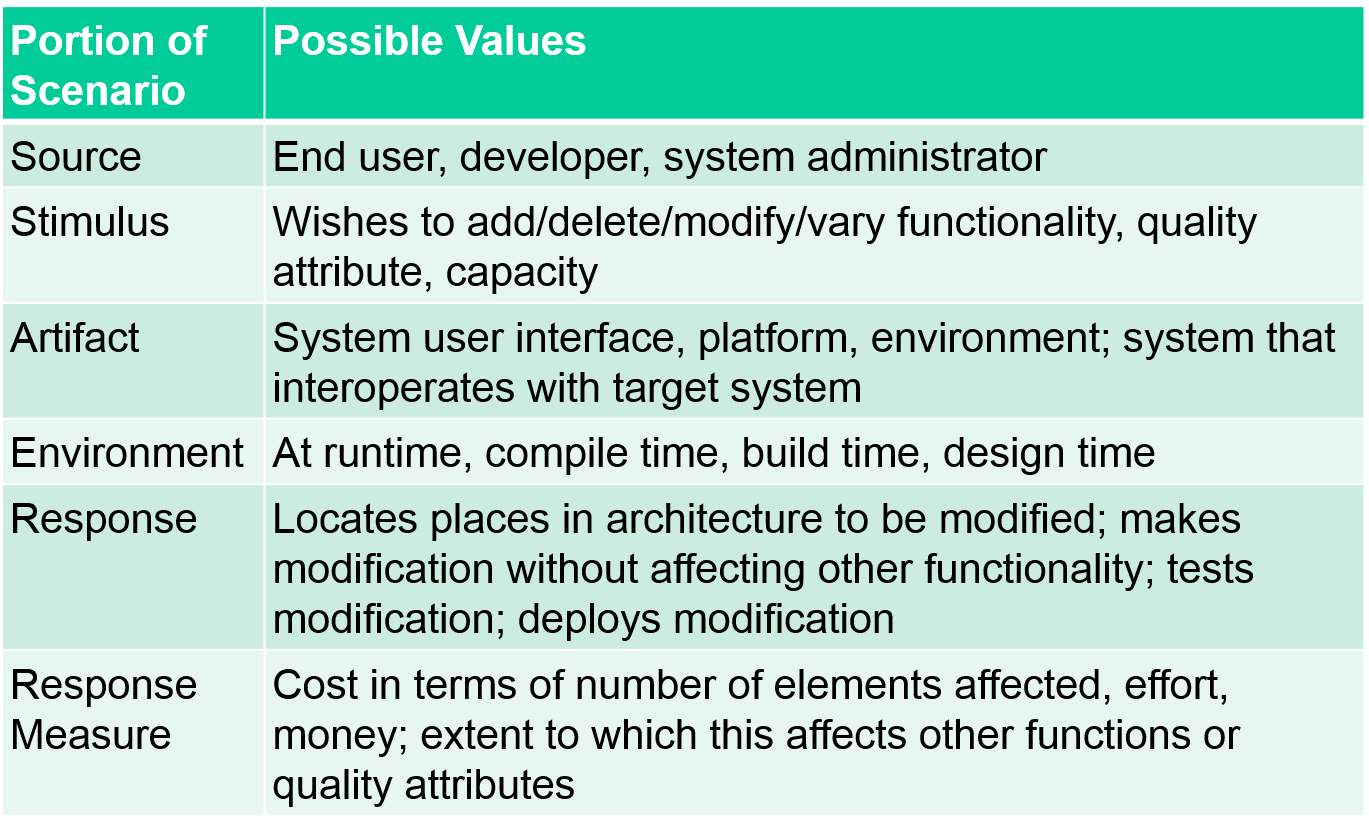 Portion of Scenario
Possible Values
Source
End user, developer, system administrator
Stimulus
Wishes to add/delete/modify/vary functionality, quality
attribute, capacity
Artifact
System user interface, platform, environment; system that
interoperates with target system
Environment
At runtime, compile time, build time, design time
Response
Locates places in architecture to be modified; makes
modification without affecting other functionality; tests
modification; deploys modification
Response
Measure
Cost in terms of number of elements affected, effort,
money; extent to which this affects other functions or
quality attributes